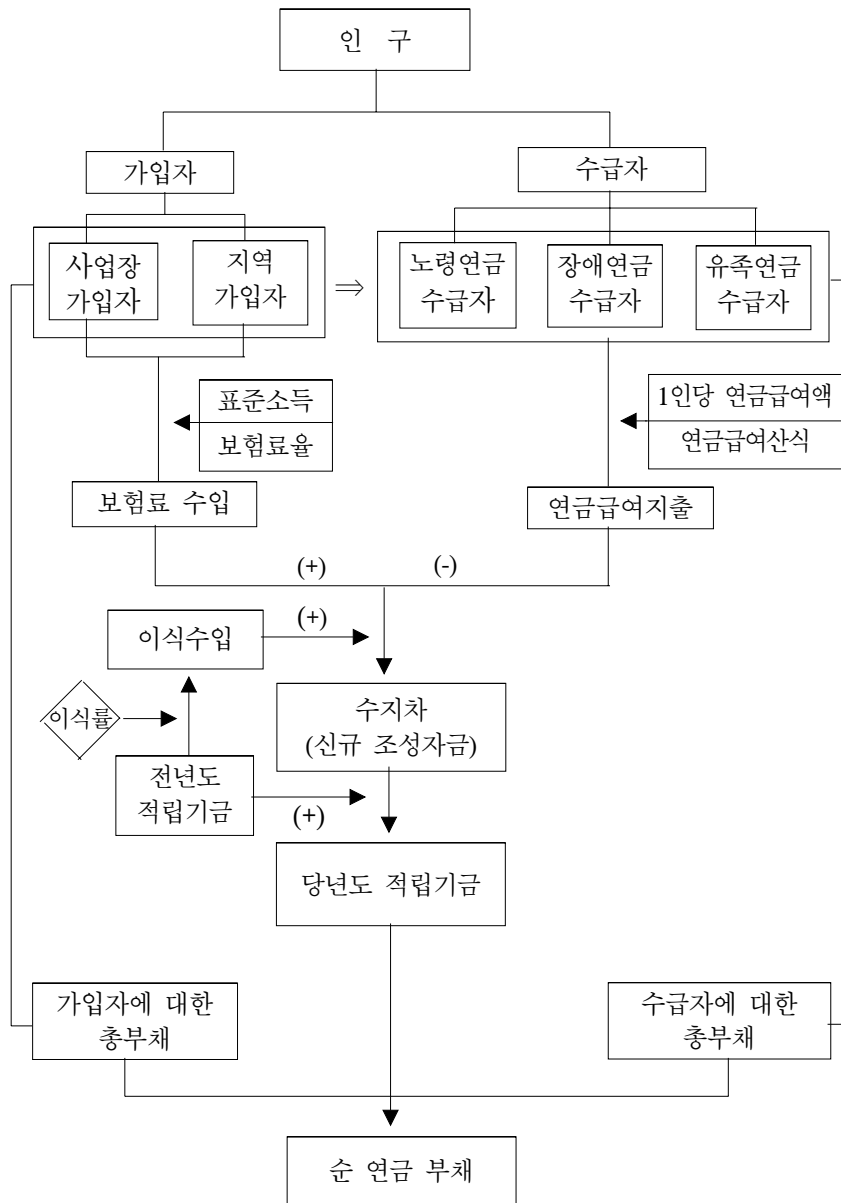 인 구
가입자
수급자
사업장
가입자
지역
가입자
⇒
노령연금
수급자
장애연금
수급자
유족연금
수급자
표준소득
보험료율
1인당 연금급여액
연금급여산식
보험료 수입
연금급여지출
(+)
(-)
이식수입
(+)
이식률
수지차
(신규 조성자금)
전년도
적립기금
(+)
당년도 적립기금
가입자에 대한
총부채
수급자에 대한
총부채
순 연금 부채